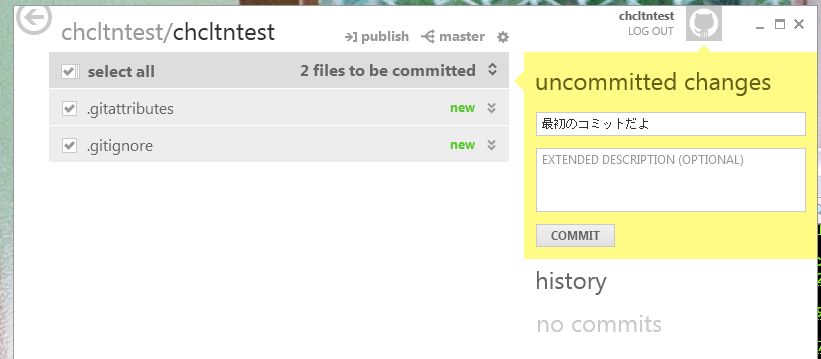 chcltntest/chcltntest
publish
master
chcltntest
LOG OUT
select all
2 files to be committed
.gitattributes
new
.gitignore
new
uncommitted changes
最初のコミットだよ
EXTENDED DESCRIPTION (OPTIONAL)
COMMIT
history
no commits